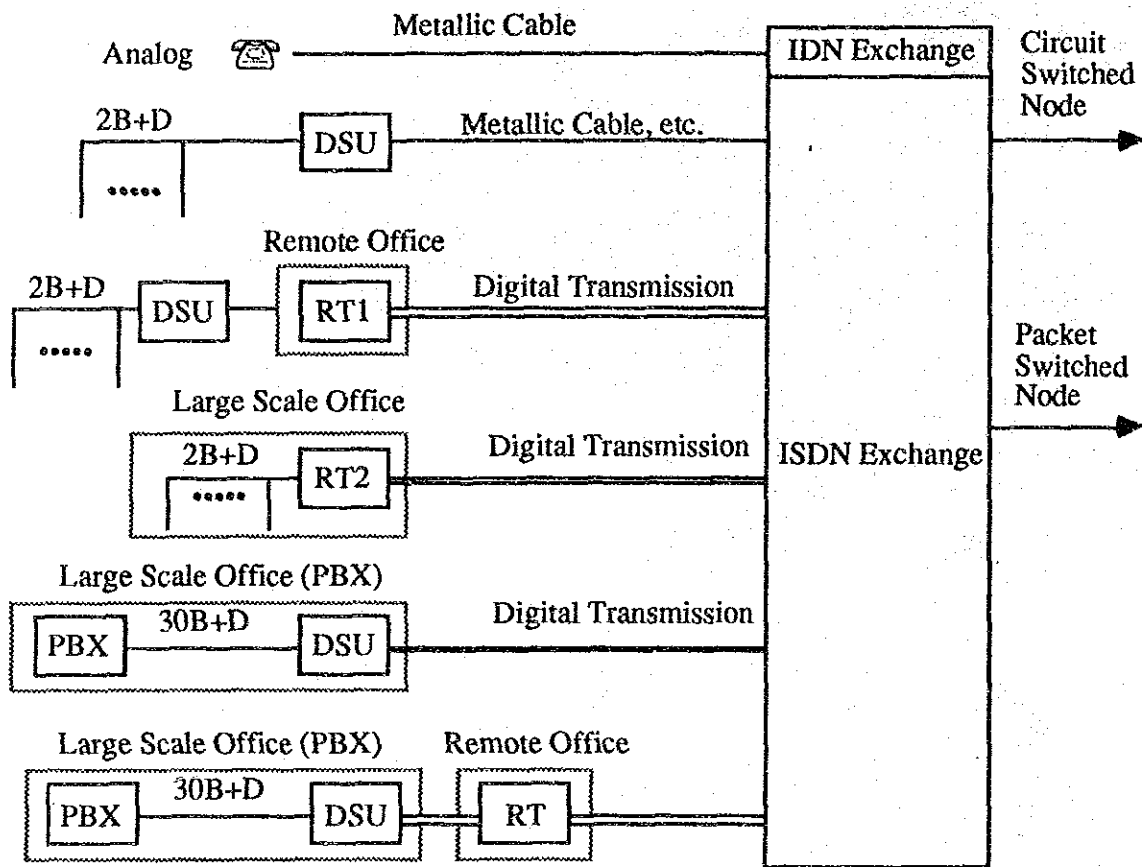 Metallic Cable
Analog
IDN Exchange
Circuit
Switched
Node
2B+D
DSU
Metallic Cable, etc.
Remote Office
2B+D
DSU
RT1
Digital Transmission
Packet
Switched
Node
Large Scale Office
2B+D
RT2
Digital Transmission
ISDN Exchange
Large Scale Office (PBX)
PBX
30B+D
DSU
Digital Transmission
Large Scale Office (PBX)
Remote Office
PBX
30B+D
DSU
RT